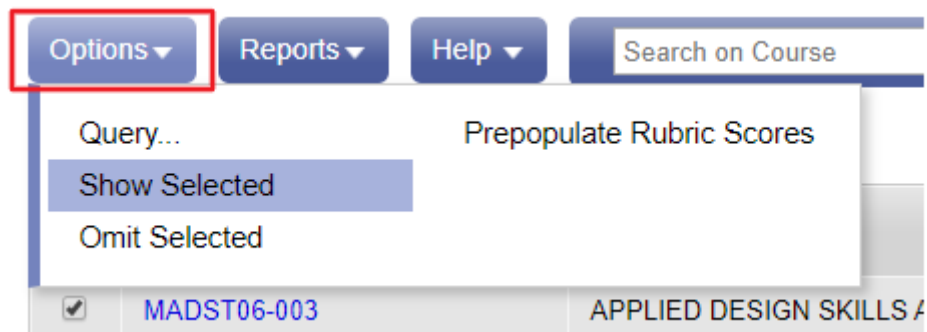 Options Reports Help Search on Course
Query... Prepopulate Rubric Scores
Show Selected
Omit Selected
MADST06-003 APPLIED DESIGN SKILLS